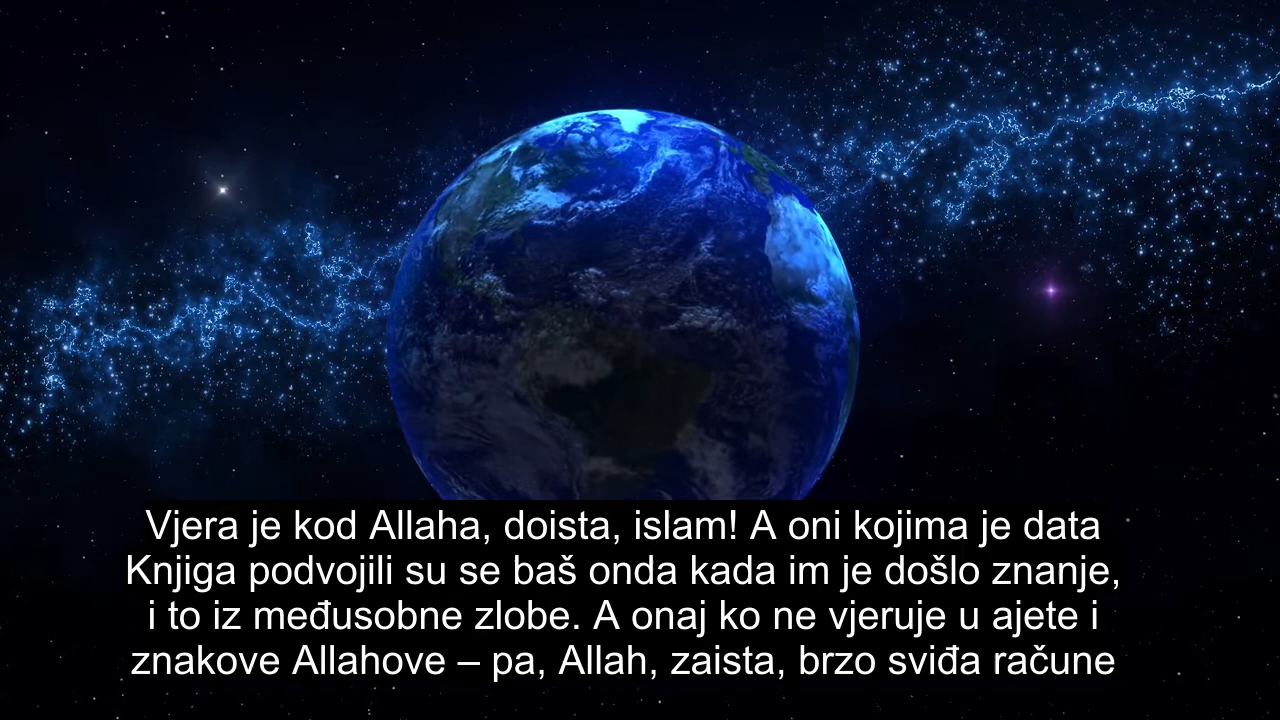 Vjera je kod Allaha, doista, islam! A oni kojima je data
Knjiga podvojili su se baš onda kada im je došlo znanje,
i to iz međusobne zlobe. A onaj ko ne vjeruje u ajete i
znakove Allahove – pa, Allah, zaista, brzo sviđa račune